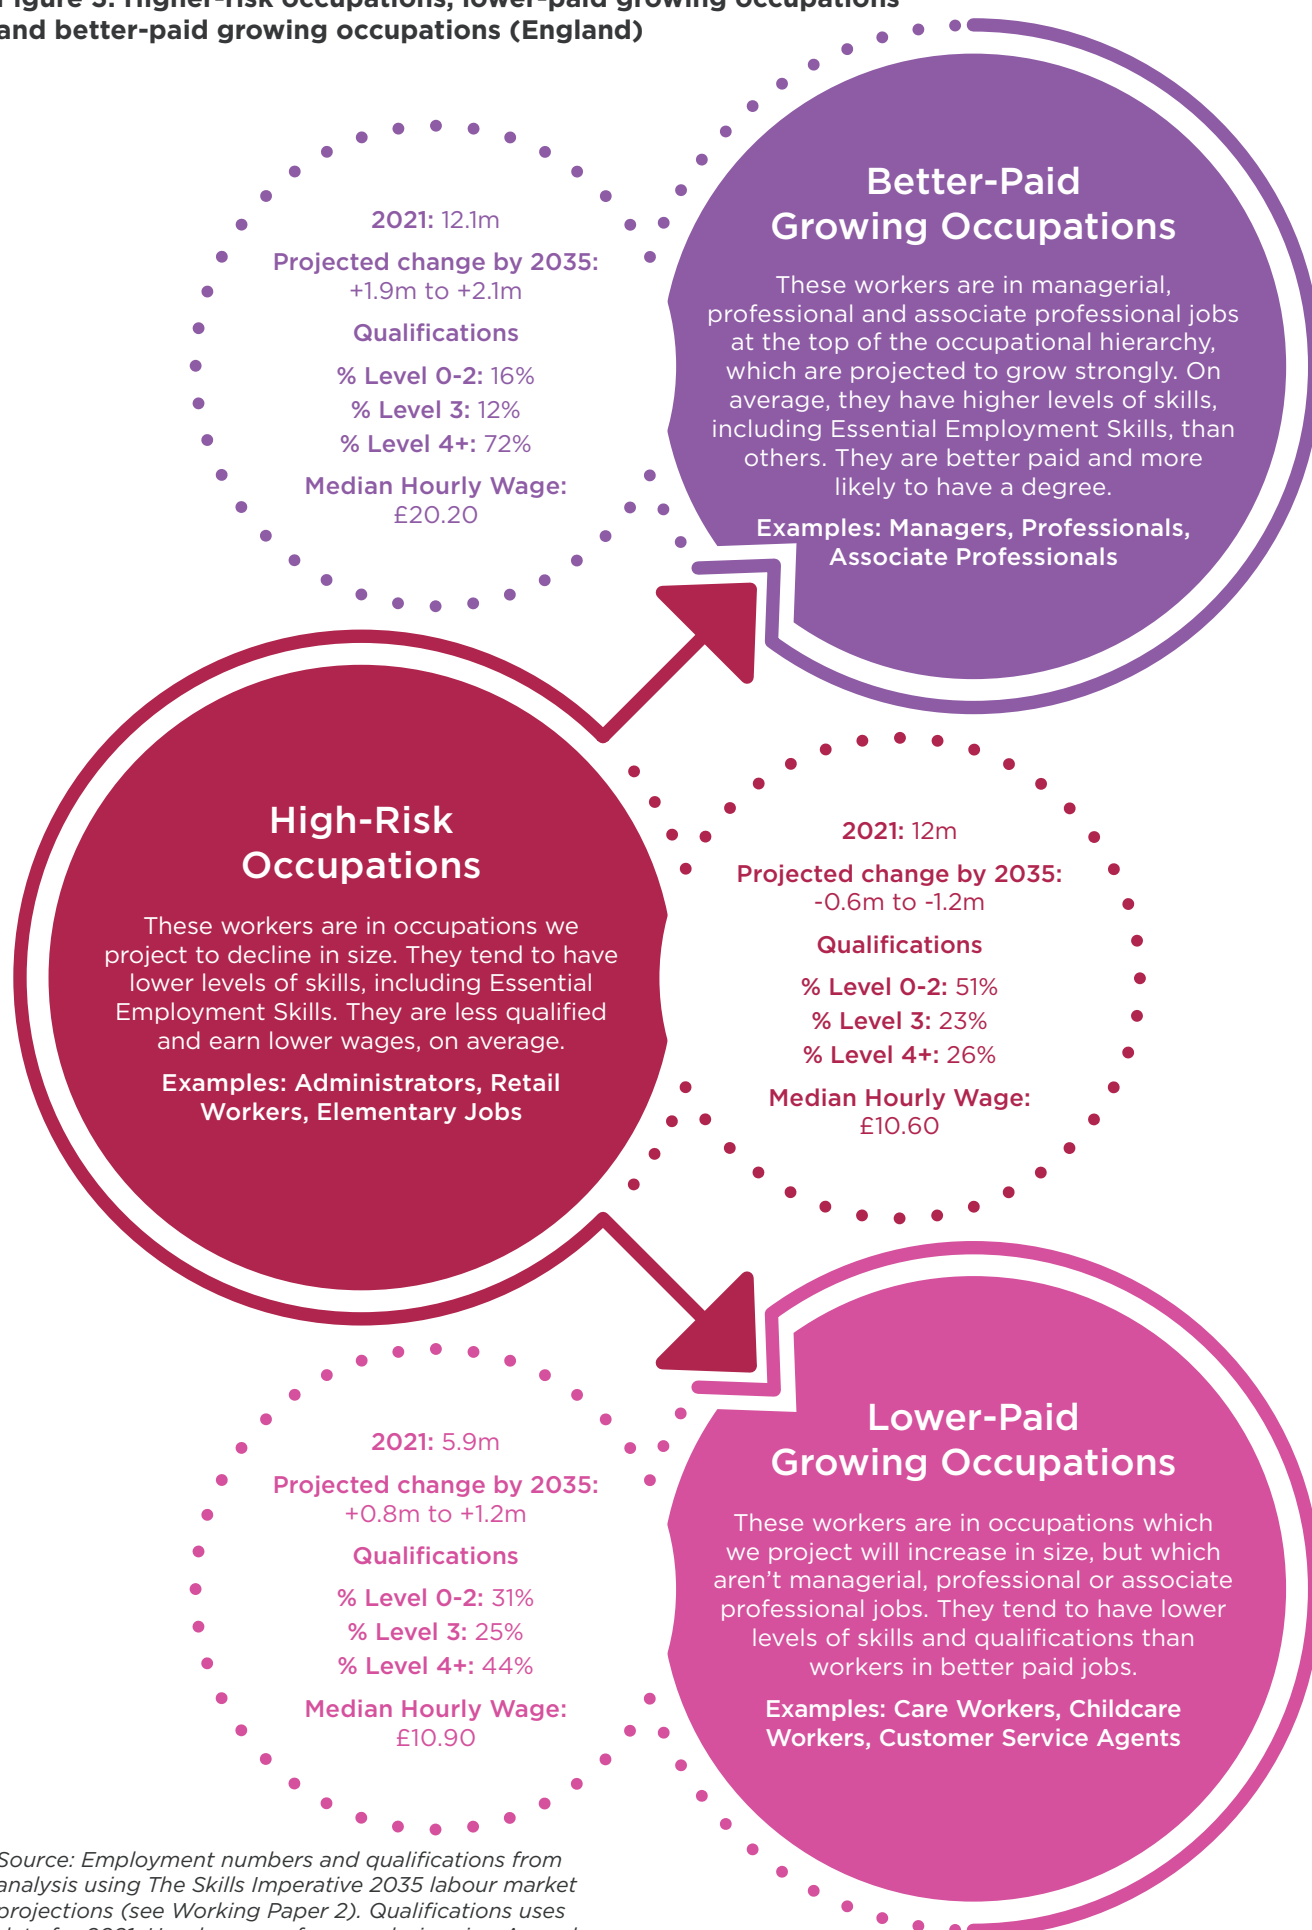 Figure 3: Higher-risk occupations, lower-paid growing occupations
and better-paid growing occupations (England)
Better-Paid
Growing Occupations
These workers are in managerial,
professional and associate professional jobs
at the top of the occupational hierarchy,
which are projected to grow strongly. On
average, they have higher levels of skills,
including Essential Employment Skills, than
others. They are better paid and more
likely to have a degree.
Examples: Managers, Professionals,
Associate Professionals
2021: 12.1m
Projected change by 2035:
+1.9m to +2.1m
Qualifications
% Level 0-2: 16%
% Level 3: 12%
% Level 4+: 72%
Median Hourly Wage:
£20.20
High-Risk
Occupations
These workers are in occupations we
project to decline in size. They tend to have
lower levels of skills, including Essential
Employment Skills. They are less qualified
and earn lower wages, on average.
Examples: Administrators, Retail
Workers, Elementary Jobs
2021: 12m
Projected change by 2035:
-0.6m to -1.2m
Qualifications
% Level 0-2: 51%
% Level 3: 23%
% Level 4+: 26%
Median Hourly Wage:
£10.60
Lower-Paid
Growing Occupations
These workers are in occupations which
we project will increase in size, but which
aren't managerial, professional or associate
professional jobs. They tend to have lower
levels of skills and qualifications than
workers in better paid jobs.
Examples: Care Workers, Childcare
Workers, Customer Service Agents
2021: 5.9m
Projected change by 2035:
+0.8m to +1.2m
Qualifications
% Level 0-2: 31%
% Level 3: 25%
% Level 4+: 44%
Median Hourly Wage:
£10.90
Source: Employment numbers and qualifications from
analysis using The Skills Imperative 2035 labour market
projections (see Working Paper 2). Qualifications uses